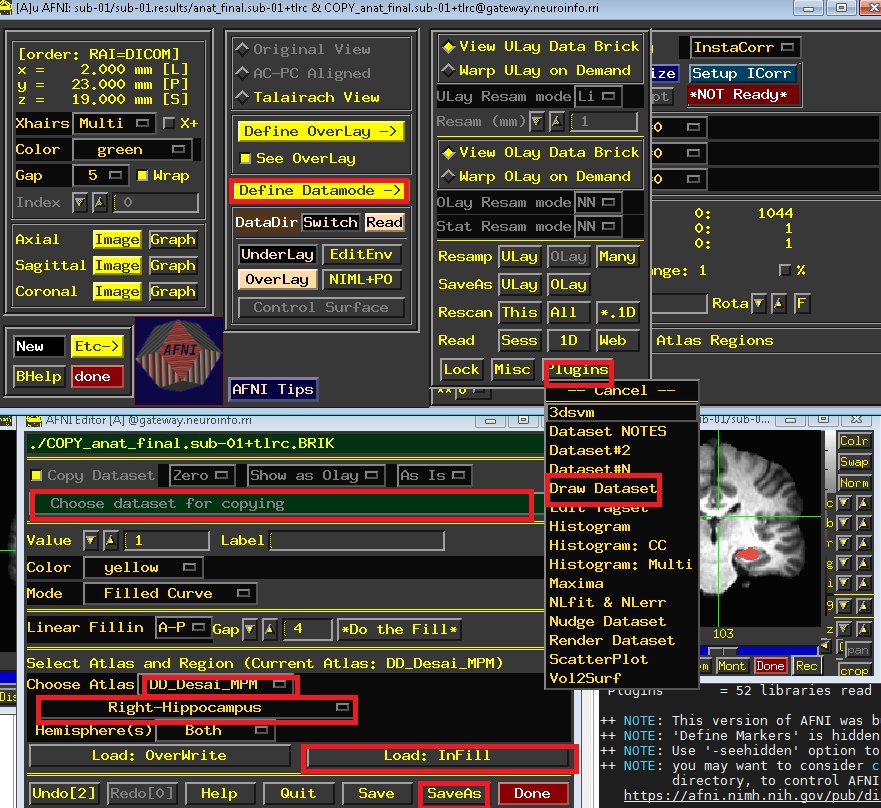 [A]u AFNI: sub-01/sub-01.results/anat_final.sub-01+tlrc & COPY_anat_final.sub-01+tlrc@gateway.neuroinfo.rri
[order: RAI=DICOM]
x = 2.000 mm [L]
y = 23.000 mm [P]
z = 19.000 mm [S]
Xhairs Multi X+
Color green
Gap 5 Wrap
Index 0
Axial Image Graph
Sagittal Image Graph
Coronal Image Graph
New Etc->
BHelp done
AFNI
AFNI Tips
Original View
AC-PC Aligned
Talairach View
Define OverLay ->
See OverLay
Define Datamode ->
DataDir Switch Read
UnderLay EditEnv
OverLay NIML+PO
Control Surface
View ULay Data Brick
Warp ULay on Demand
ULay Resam mode Li
Resam (mm) 1
View OLay Data Brick
Warp OLay on Demand
OLay Resam mode NN
Stat Resam mode NN
Resamp ULay OLay Many
SaveAs ULay OLay
Rescan This All *.1D
Read Sess 1D Web
Lock Misc Plugins
InstaCorr
ize Setup ICorr
pt *NOT Ready*
0: 1044
0: 1
0: 1
ange: 1 %
Rota F
Atlas Regions
-- Cancel --
3dsvm
Dataset NOTES
Dataset#2
Dataset#N
Draw Dataset
Edit Tagset
Histogram
Histogram: CC
Histogram: Multi
Maxima
NLfit & NLerr
Nudge Dataset
Render Dataset
ScatterPlot
Vol2Surf
AFNI Editor [A] @gateway.neuroinfo.rri
./COPY_anat_final.sub-01+tlrc.BRIK
Copy Dataset Zero Show as Olay As Is
Choose dataset for copying
Value 1 Label
Color yellow
Mode Filled Curve
Linear Fillin A-P Gap 4 *Do the Fill*
Select Atlas and Region (Current Atlas: DD_Desai_MPM)
Choose Atlas DD_Desai_MPM
Right-Hippocampus
Hemisphere(s) Both
Load: OverWrite Load: InFill
Undo[2] Redo[0] Help Quit Save SaveAs Done
-01/sub-0...
Colr
Swap
Norm
c
b
r
g
i
9
z
pan
crop
103
Mont Done Rec
Plugins = 52 libraries read
++ NOTE: This version of AFNI was bu
++ NOTE: 'Define Markers' is hidden
++ NOTE: Use '-seehidden' option to
++ NOTE: you may want to consider c
directory, to control AFNI
https://afni.nimh.nih.gov/pub/di